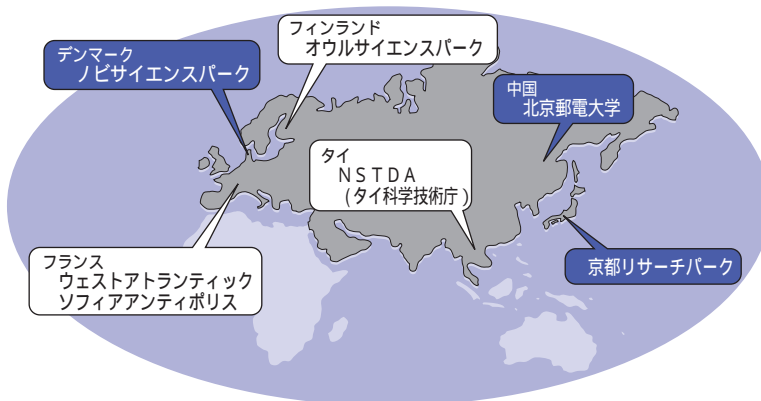 フィンランド
オウルサイエンスパーク
デンマーク
ノビサイエンスパーク
中国
北京郵電大学
タイ
ＮＳＴＤＡ
(タイ科学技術庁)
フランス
ウェストアトランティック
ソフィアアンティポリス
京都リサーチパーク